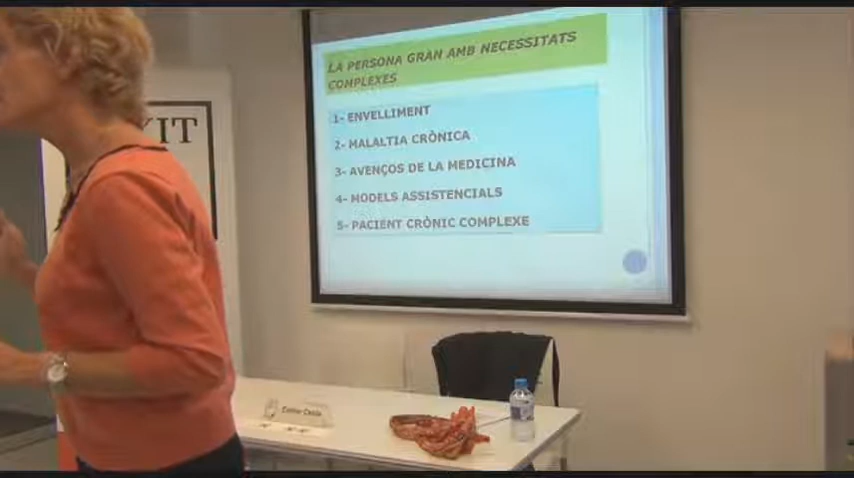 LA PERSONA GRAN AMB NECESSITATS
COMPLEXES
1- ENVELLIMENT
2- MALALTIA CRÒNICA
3- AVENÇOS DE LA MEDICINA
4- MODELS ASSISTENCIALS
5- PACIENT CRÒNIC COMPLEXE
XIT